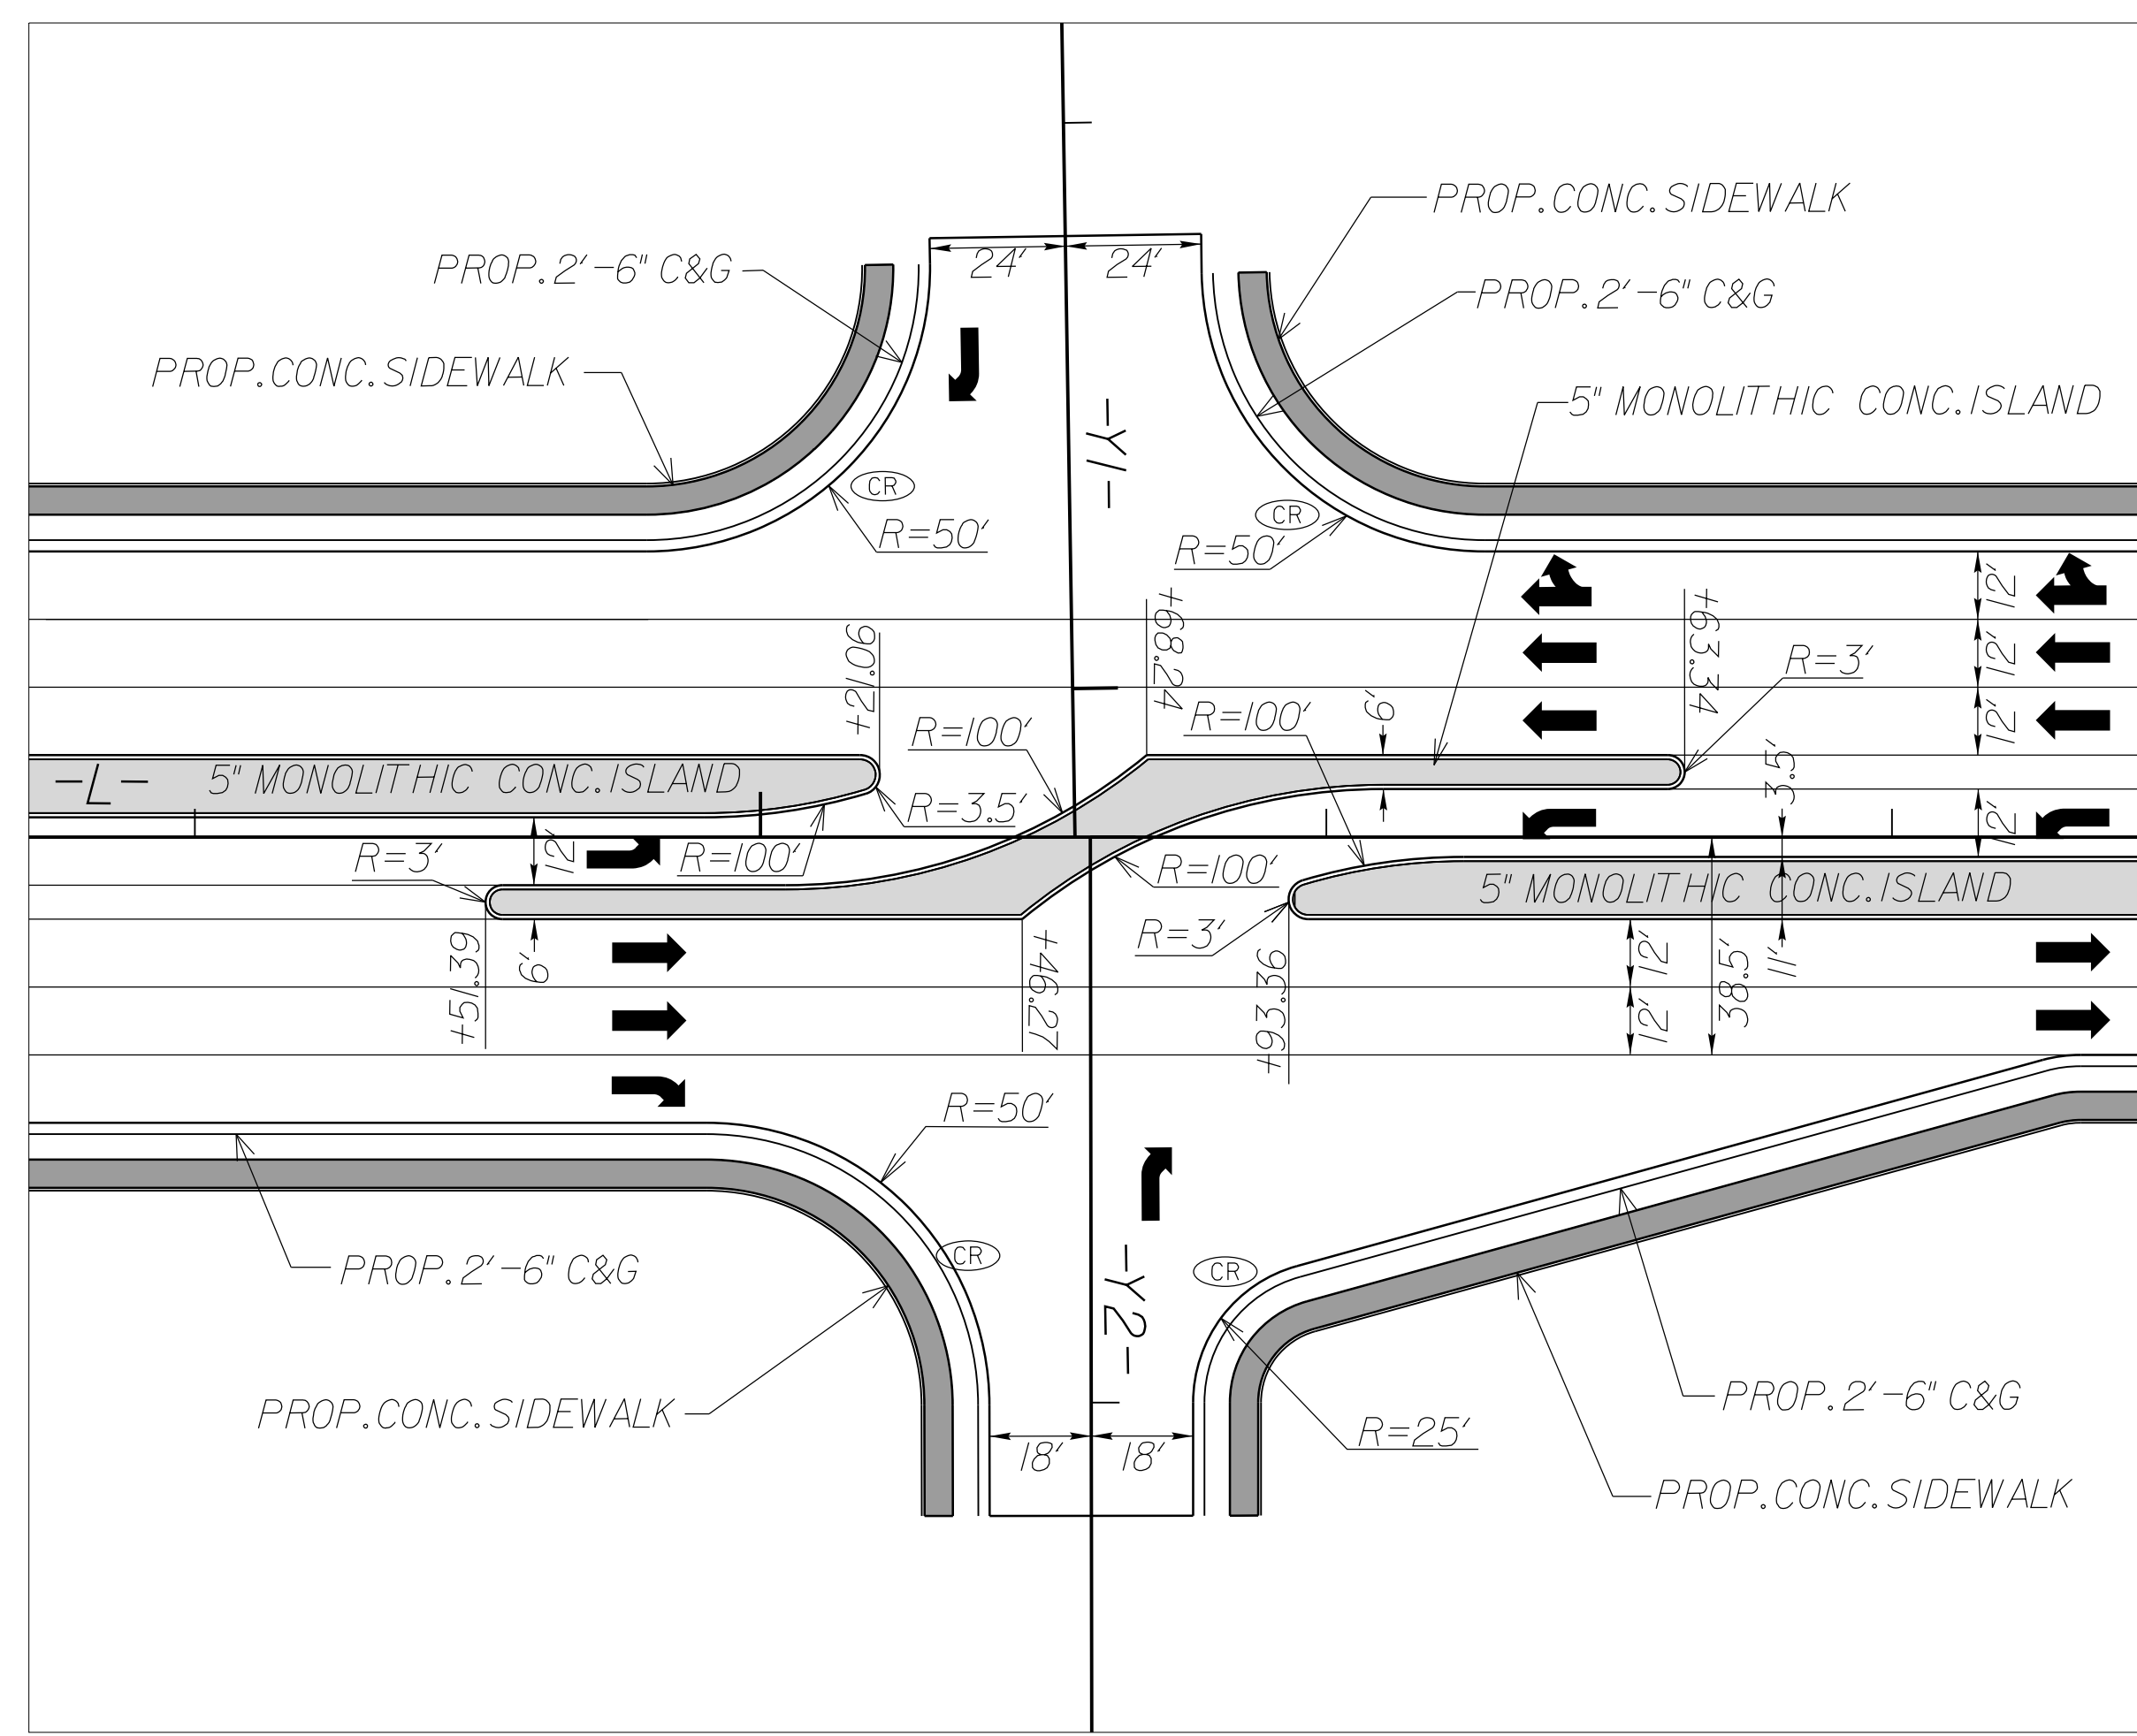 PROP. CONC. SIDEWALK
24' 24'
PROP. 2'-6" C&G
PROP. 2'-6" C&G
PROP. CONC. SIDEWALK
5" MONOLITHIC CONC. ISLAND
-Y1-
CR
CR
R=50'
R=50'
12'
+21.06
+68.24
+63.34
12'
R=3'
R=100'
R=100'
6'
12'
-L-
5" MONOLITHIC CONC. ISLAND
3.5'
R=3.5'
12'
R=3'
12'
R=100'
R=100'
5" MONOLITHIC CONC. ISLAND
R=3'
+51.39
6'
+46.27
+93.36
12'
38.5'
11'
12'
R=50'
CR
CR
PROP. 2'-6" C&G
-Y2-
PROP. CONC. SIDEWALK
PROP. 2'-6" C&G
R=25'
18' 18'
PROP. CONC. SIDEWALK